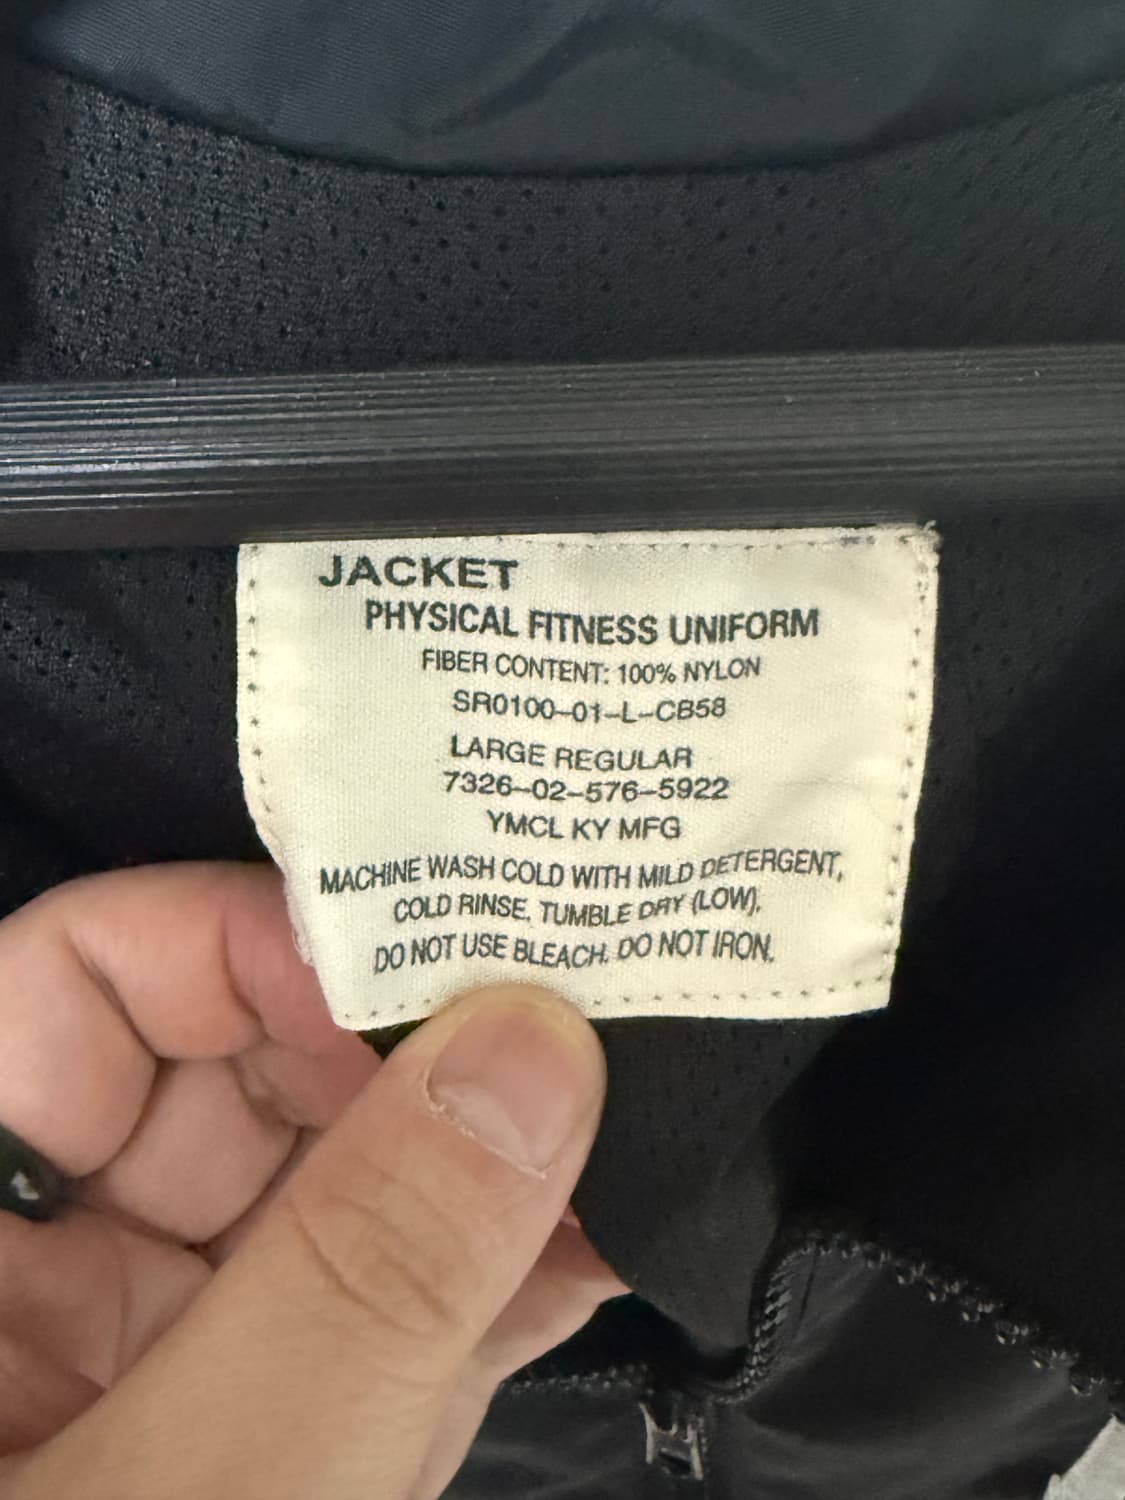 JACKET
PHYSICAL FITNESS UNIFORM
FIBER CONTENT: 100% NYLON
SR0100-01-L-CB58
LARGE REGULAR
7326-02-576-5922
YMCL KY MFG
MACHINE WASH COLD WITH MILD DETERGENT,
COLD RINSE, TUMBLE DRY (LOW),
DO NOT USE BLEACH. DO NOT IRON.